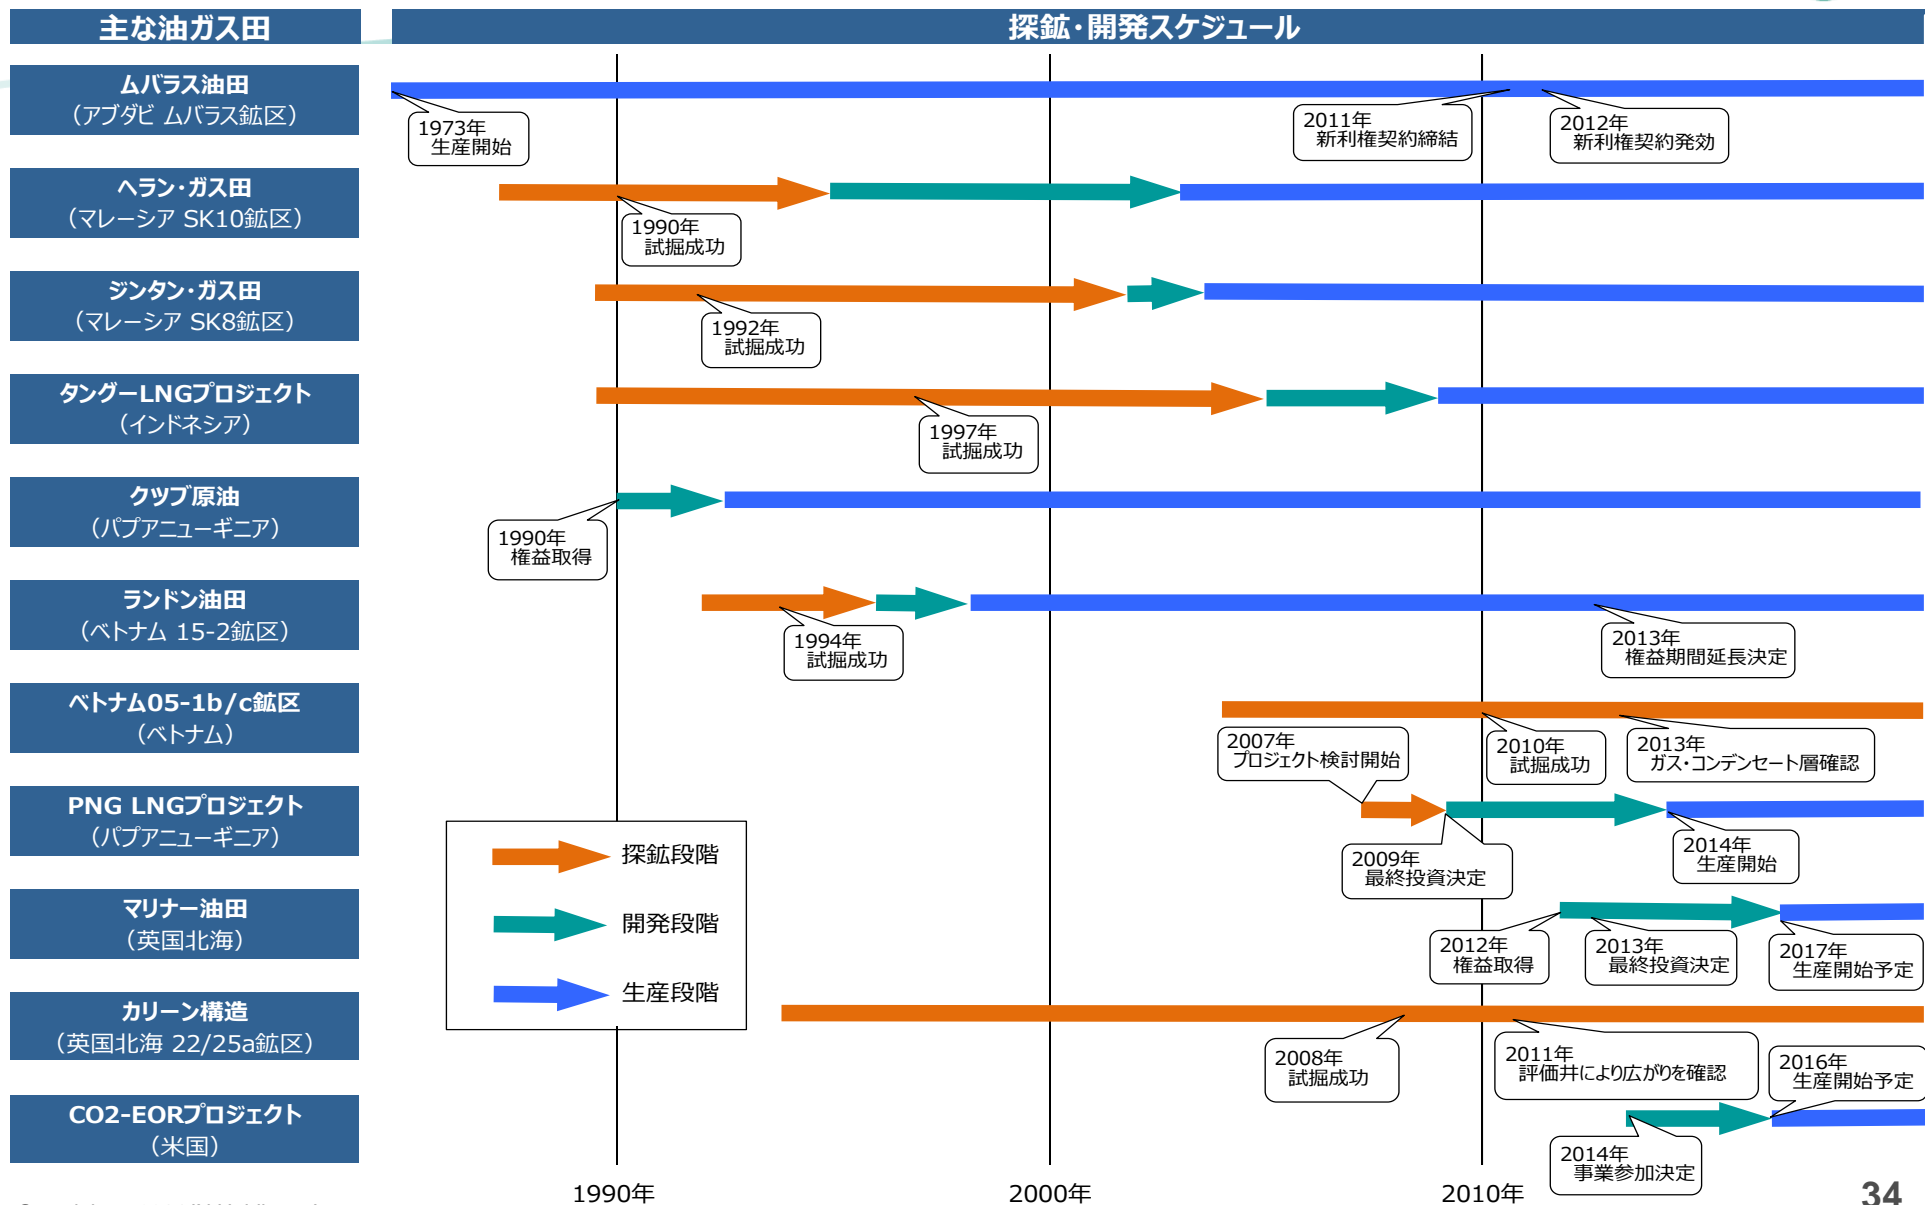 主な油ガス田
探鉱・開発スケジュール
ムバラス油田
（アブダビ ムバラス鉱区）
1973年
生産開始
2011年
新利権契約締結
2012年
新利権契約発効
ヘラン・ガス田
（マレーシア SK10鉱区）
1990年
試掘成功
ジンタン・ガス田
（マレーシア SK8鉱区）
1992年
試掘成功
タングーLNGプロジェクト
（インドネシア）
1997年
試掘成功
クツブ原油
（パプアニューギニア）
1990年
権益取得
ランドン油田
（ベトナム 15-2鉱区）
1994年
試掘成功
2013年
権益期間延長決定
ベトナム05-1b/c鉱区
（ベトナム）
2007年
プロジェクト検討開始
2010年
試掘成功
2013年
ガス・コンデンセート層確認
PNG LNGプロジェクト
（パプアニューギニア）
2009年
最終投資決定
2014年
生産開始
探鉱段階
開発段階
生産段階
マリナー油田
（英国北海）
2012年
権益取得
2013年
最終投資決定
2017年
生産開始予定
カリーン構造
（英国北海 22/25a鉱区）
2008年
試掘成功
2011年
評価井により広がりを確認
2016年
生産開始予定
CO2-EORプロジェクト
（米国）
2014年
事業参加決定
1990年
2000年
2010年
34